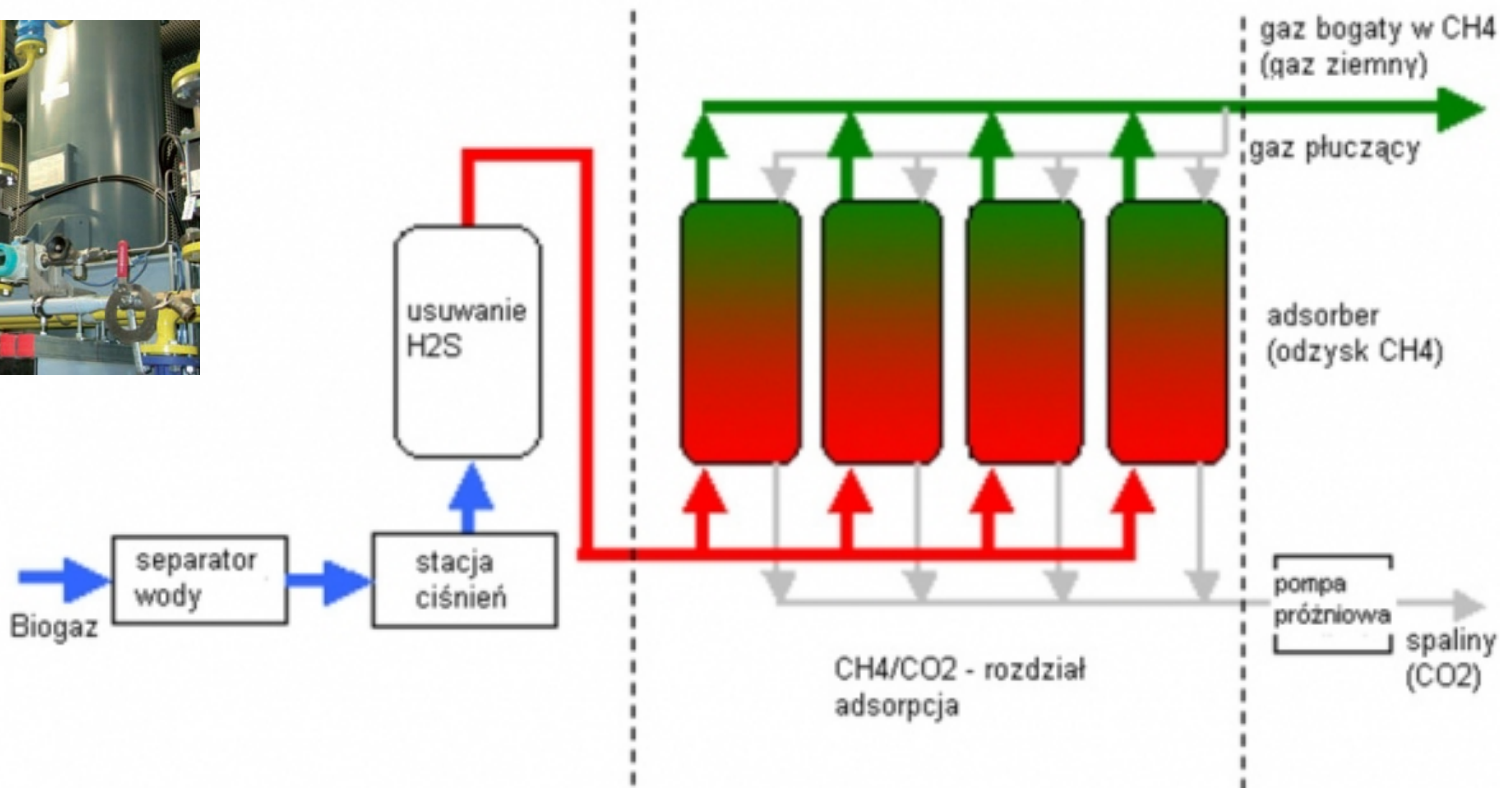 gaz bogaty w CH4
(gaz ziemny)
gaz płuczący
usuwanie
H2S
adsorber
(odzysk CH4)
separator
wody
stacja
ciśnień
Biogaz
pompa
próżniowa
spaliny
(CO2)
CH4/CO2 - rozdział
adsorpcja